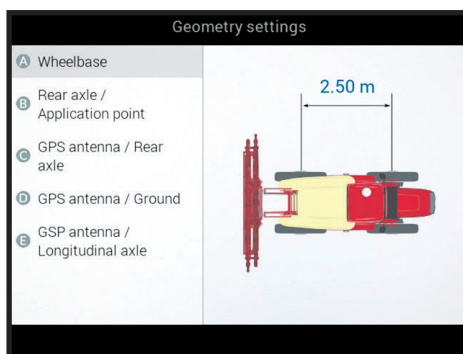 Geometry settings
A Wheelbase
B Rear axle /
Application point
C GPS antenna / Rear
axle
D GPS antenna / Ground
E GSP antenna /
Longitudinal axle
2.50 m